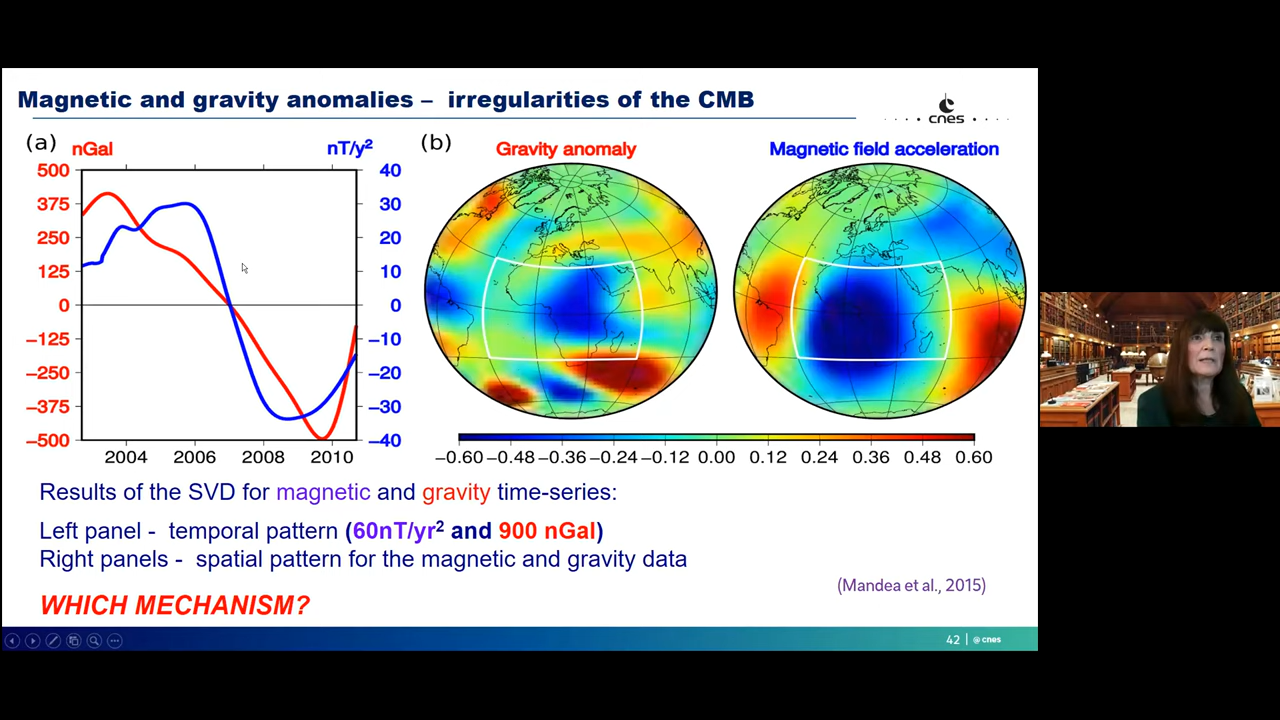 Magnetic and gravity anomalies – irregularities of the CMB
cnes
(a)
nGal
nT/y²
500
375
250
125
0
−125
−250
−375
−500
40
30
20
10
0
−10
−20
−30
−40
2004 2006 2008 2010
(b)
Gravity anomaly
Magnetic field acceleration
−0.60 −0.48 −0.36 −0.24 −0.12 0.00 0.12 0.24 0.36 0.48 0.60
Results of the SVD for magnetic and gravity time-series:
Left panel - temporal pattern (60nT/yr² and 900 nGal)
Right panels - spatial pattern for the magnetic and gravity data
(Mandea et al., 2015)
WHICH MECHANISM?
42 | @ cnes